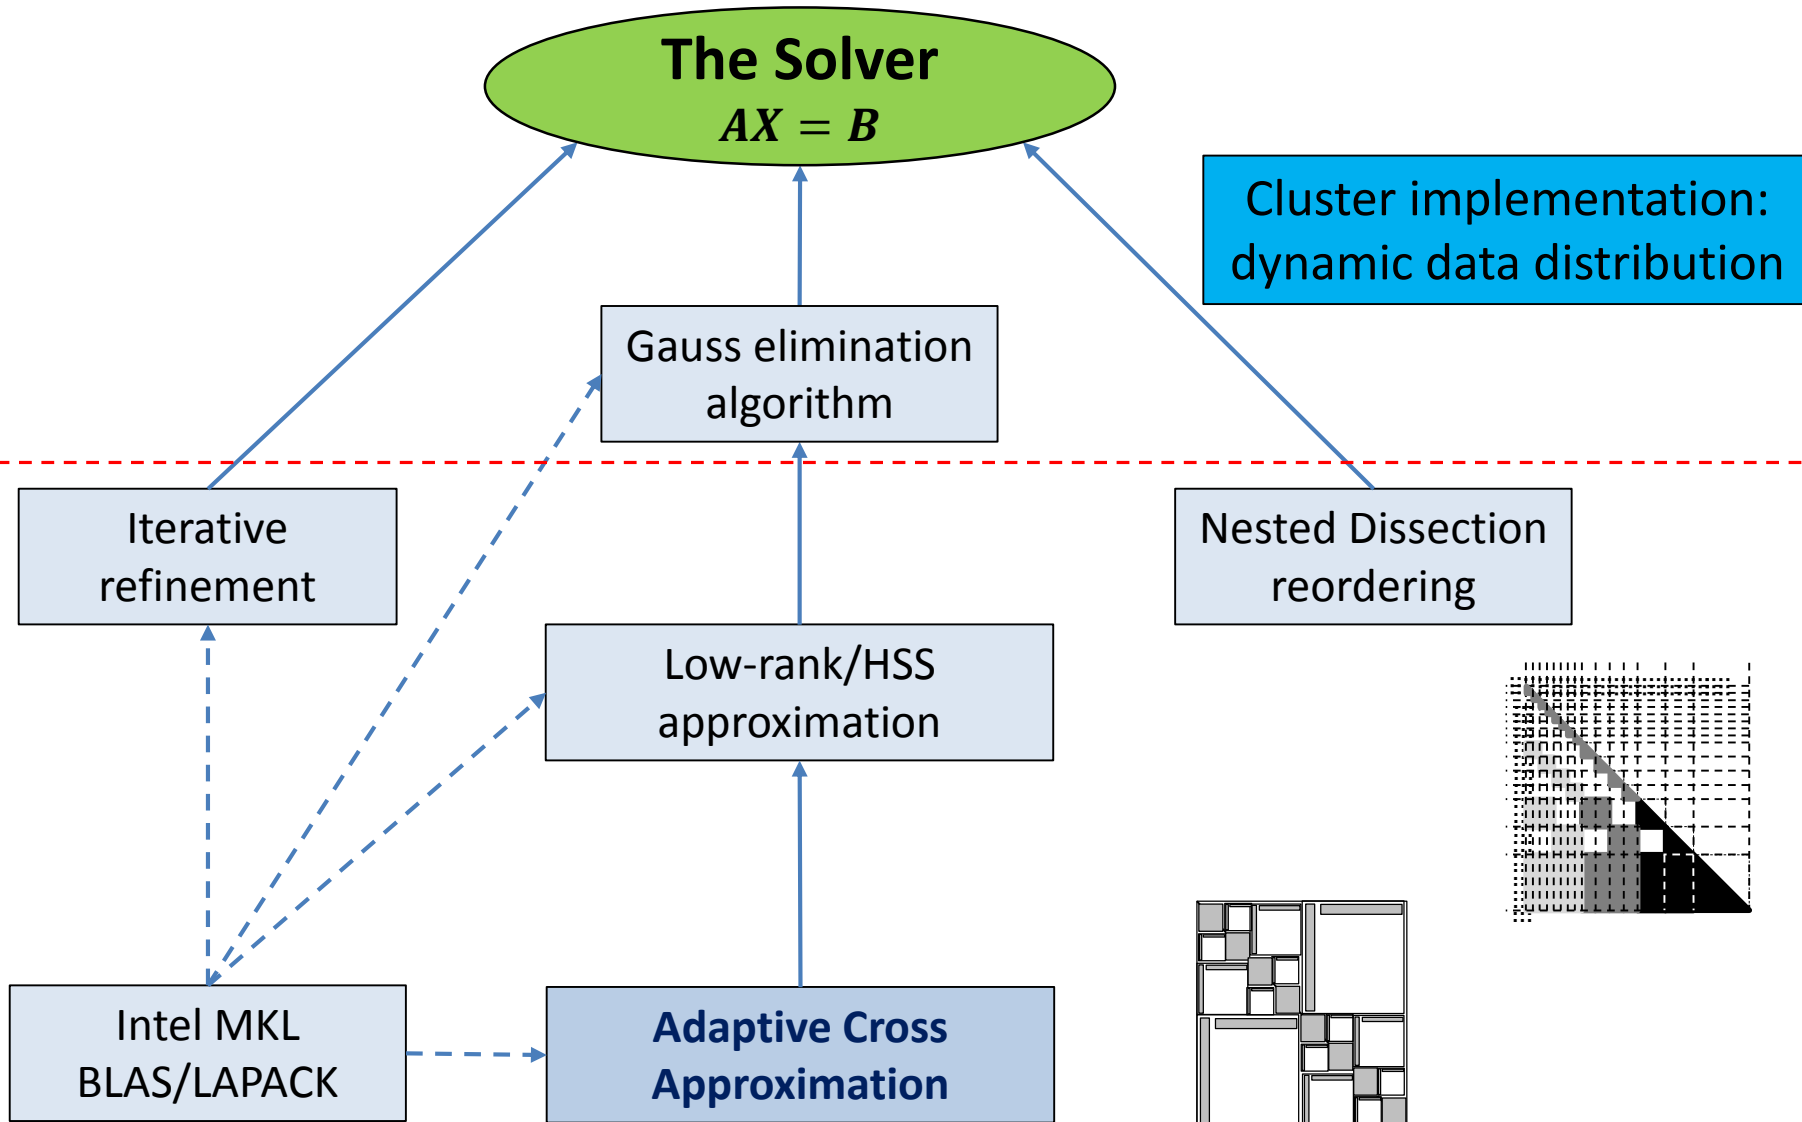 The Solver
AX = B
Cluster implementation:
dynamic data distribution
Gauss elimination
algorithm
Iterative
refinement
Nested Dissection
reordering
Low-rank/HSS
approximation
Intel MKL
BLAS/LAPACK
Adaptive Cross
Approximation